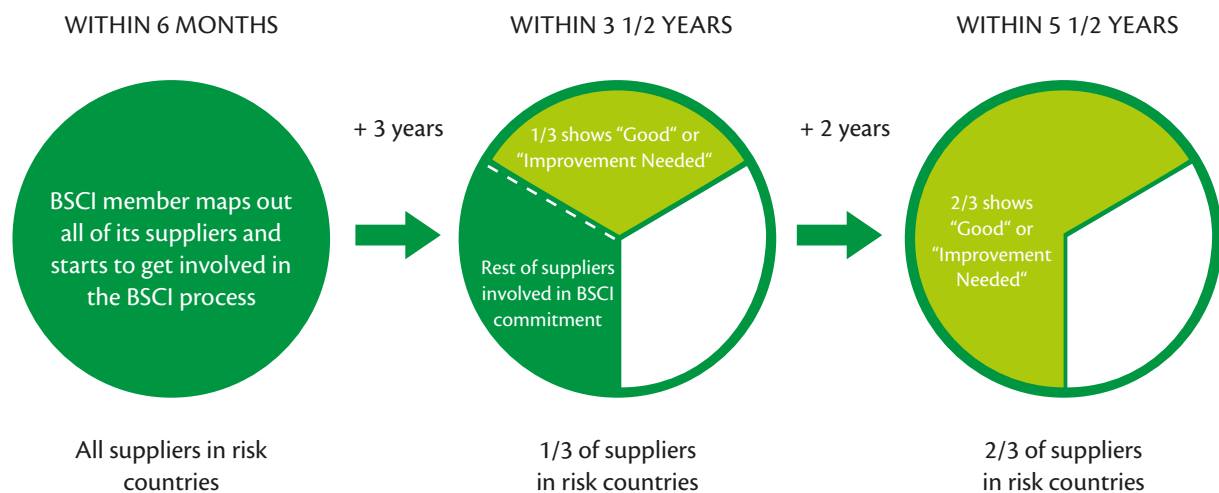 WITHIN 6 MONTHS
WITHIN 3 1/2 YEARS
WITHIN 5 1/2 YEARS
BSCI member maps out
all of its suppliers and
starts to get involved in
the BSCI process
+ 3 years
1/3 shows “Good“ or
“Improvement Needed“
Rest of suppliers
involved in BSCI
commitment
+ 2 years
2/3 shows
“Good“ or
“Improvement
Needed“
All suppliers in risk
countries
1/3 of suppliers
in risk countries
2/3 of suppliers
in risk countries